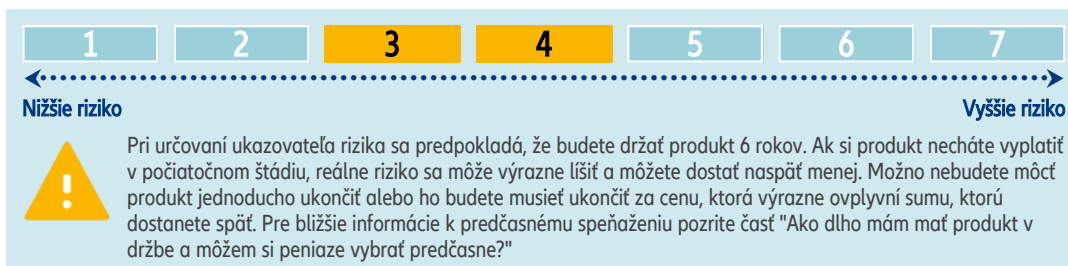 1 2 3 4 5 6 7
Nižšie riziko Vyššie riziko
Pri určovaní ukazovateľa rizika sa predpokladá, že budete držať produkt 6 rokov. Ak si produkt necháte vyplatiť
v počiatočnom štádiu, reálne riziko sa môže výrazne líšiť a môžete dostať naspäť menej. Možno nebudete môcť
produkt jednoducho ukončiť alebo ho budete musieť ukončiť za cenu, ktorá výrazne ovplyvní sumu, ktorú
dostanete späť. Pre bližšie informácie k predčasnému speňaženiu pozrite časť "Ako dlho mám mať produkt v
držbe a môžem si peniaze vybrať predčasne?"